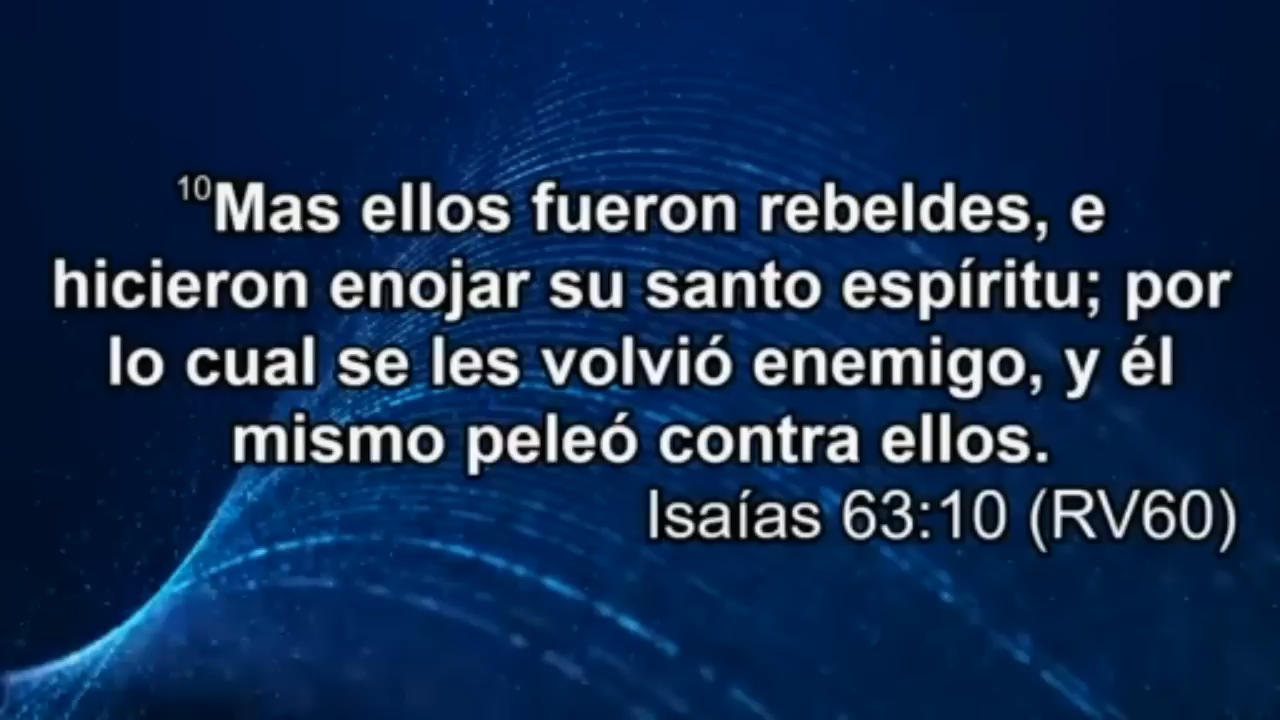 10Mas ellos fueron rebeldes, e
hicieron enojar su santo espíritu; por
lo cual se les volvió enemigo, y él
mismo peleó contra ellos.
Isaías 63:10 (RV60)